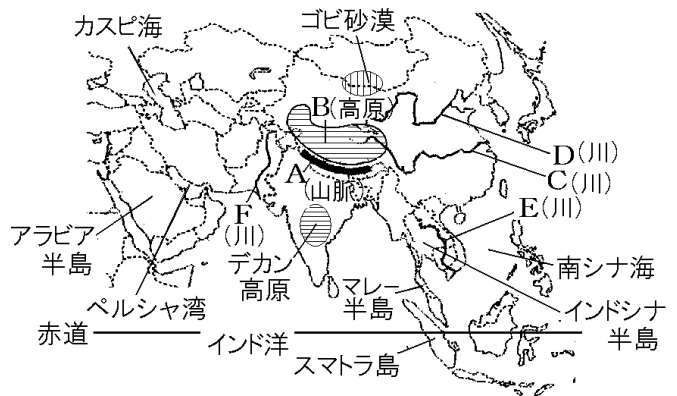 カスピ海
ゴビ砂漠
B(高原)
D(川)
C(川)
A(山脈)
E(川)
F(川)
アラビア
半島
デカン
高原
南シナ海
マレー
半島
インドシナ
半島
ペルシャ湾
赤道
インド洋
スマトラ島